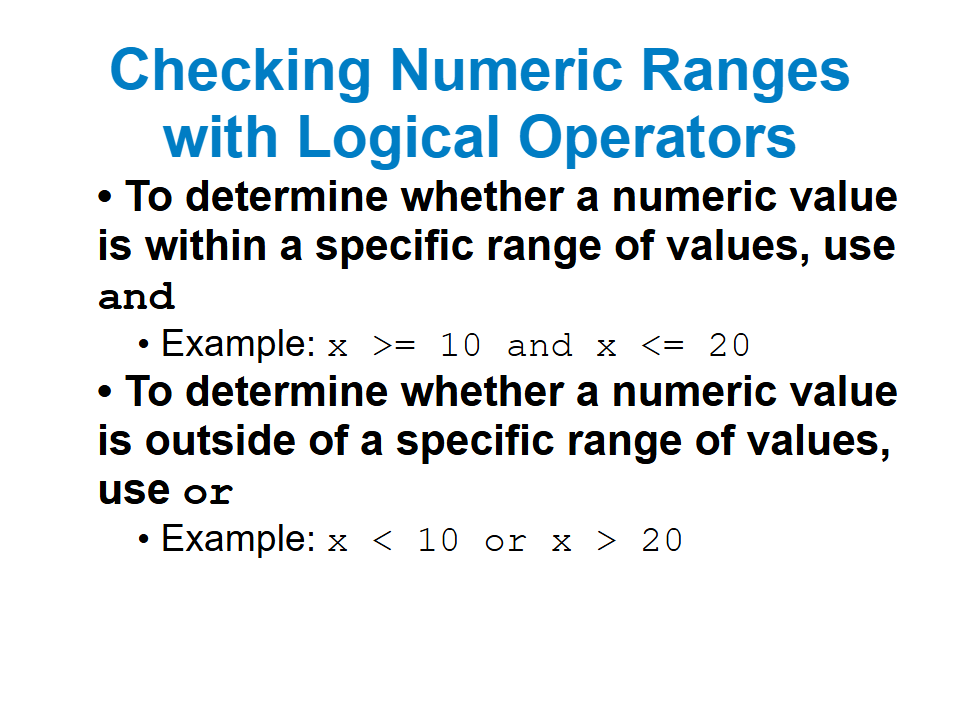 Checking Numeric Ranges
with Logical Operators
• To determine whether a numeric value
is within a specific range of values, use
and
• Example: x >= 10 and x <= 20
• To determine whether a numeric value
is outside of a specific range of values,
use or
• Example: x < 10 or x > 20